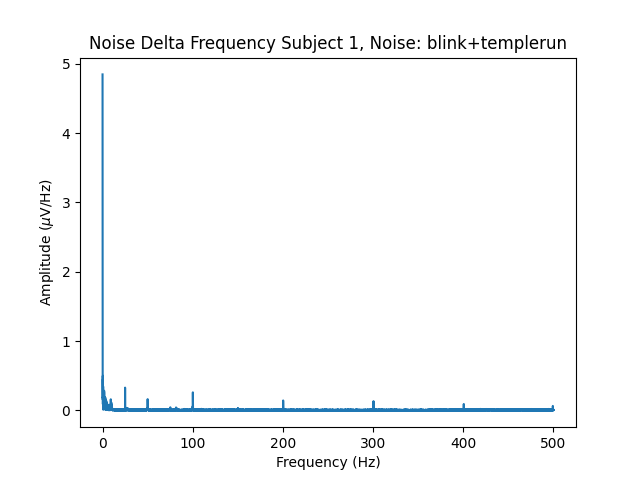 Noise Delta Frequency Subject 1, Noise: blink+templerun
5
4
3
2
1
0
Amplitude (μV/Hz)
0 100 200 300 400 500
Frequency (Hz)